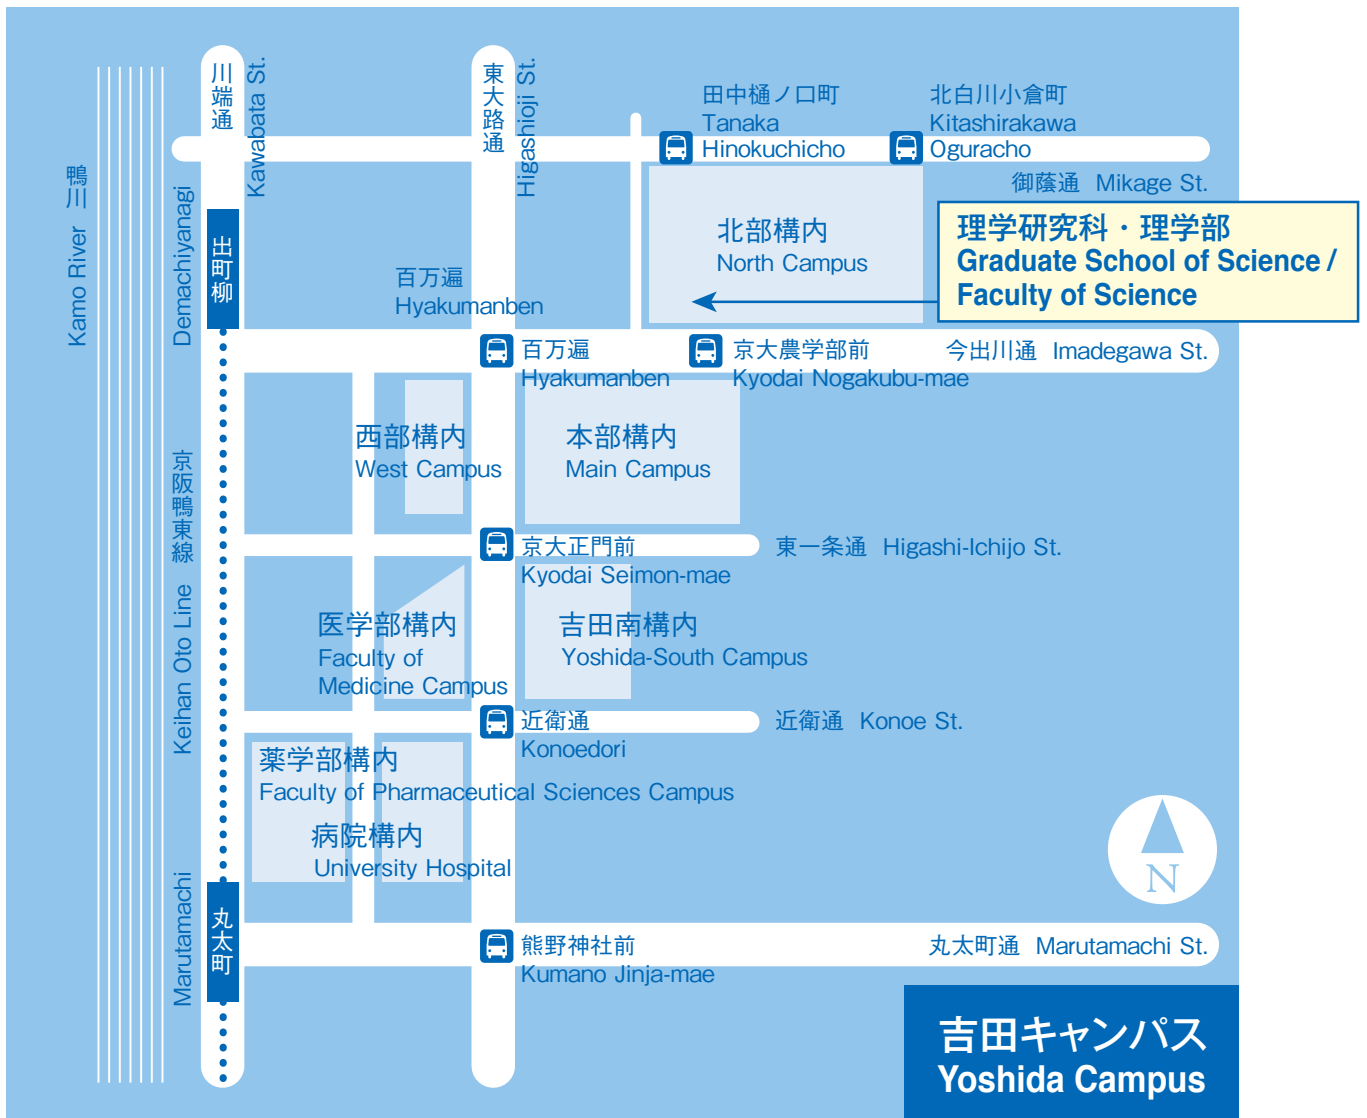 川端通
Kawabata St.
東大路通
Higashioji St.
田中樋ノ口町
Tanaka
Hinokuchicho
北白川小倉町
Kitashirakawa
Oguracho
御蔭通 Mikage St.
鴨川
Kamo River
Demachiyanagi
出町柳
北部構内
North Campus
理学研究科・理学部
Graduate School of Science /
Faculty of Science
百万遍
Hyakumanben
百万遍
Hyakumanben
京大農学部前
Kyodai Nogakubu-mae
今出川通 Imadegawa St.
西部構内
West Campus
本部構内
Main Campus
京阪鴨東線
Keihan Oto Line
京大正門前
Kyodai Seimon-mae
東一条通 Higashi-Ichijo St.
医学部構内
Faculty of
Medicine Campus
吉田南構内
Yoshida-South Campus
近衛通
Konoedori
近衛通 Konoe St.
薬学部構内
Faculty of Pharmaceutical Sciences Campus
病院構内
University Hospital
N
Marutamachi
丸太町
熊野神社前
Kumano Jinja-mae
丸太町通 Marutamachi St.
吉田キャンパス
Yoshida Campus